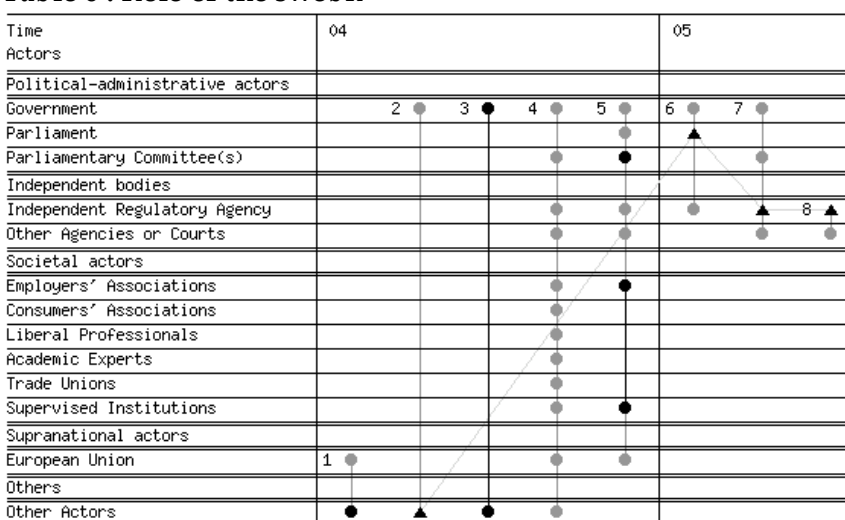 Time 04 05
Actors
Political-administrative actors
Government 2 3 4 5 6 7
Parliament
Parliamentary Committee(s)
Independent bodies
Independent Regulatory Agency 8
Other Agencies or Courts
Societal actors
Employers' Associations
Consumers' Associations
Liberal Professionals
Academic Experts
Trade Unions
Supervised Institutions
Supranational actors
European Union 1
Others
Other Actors